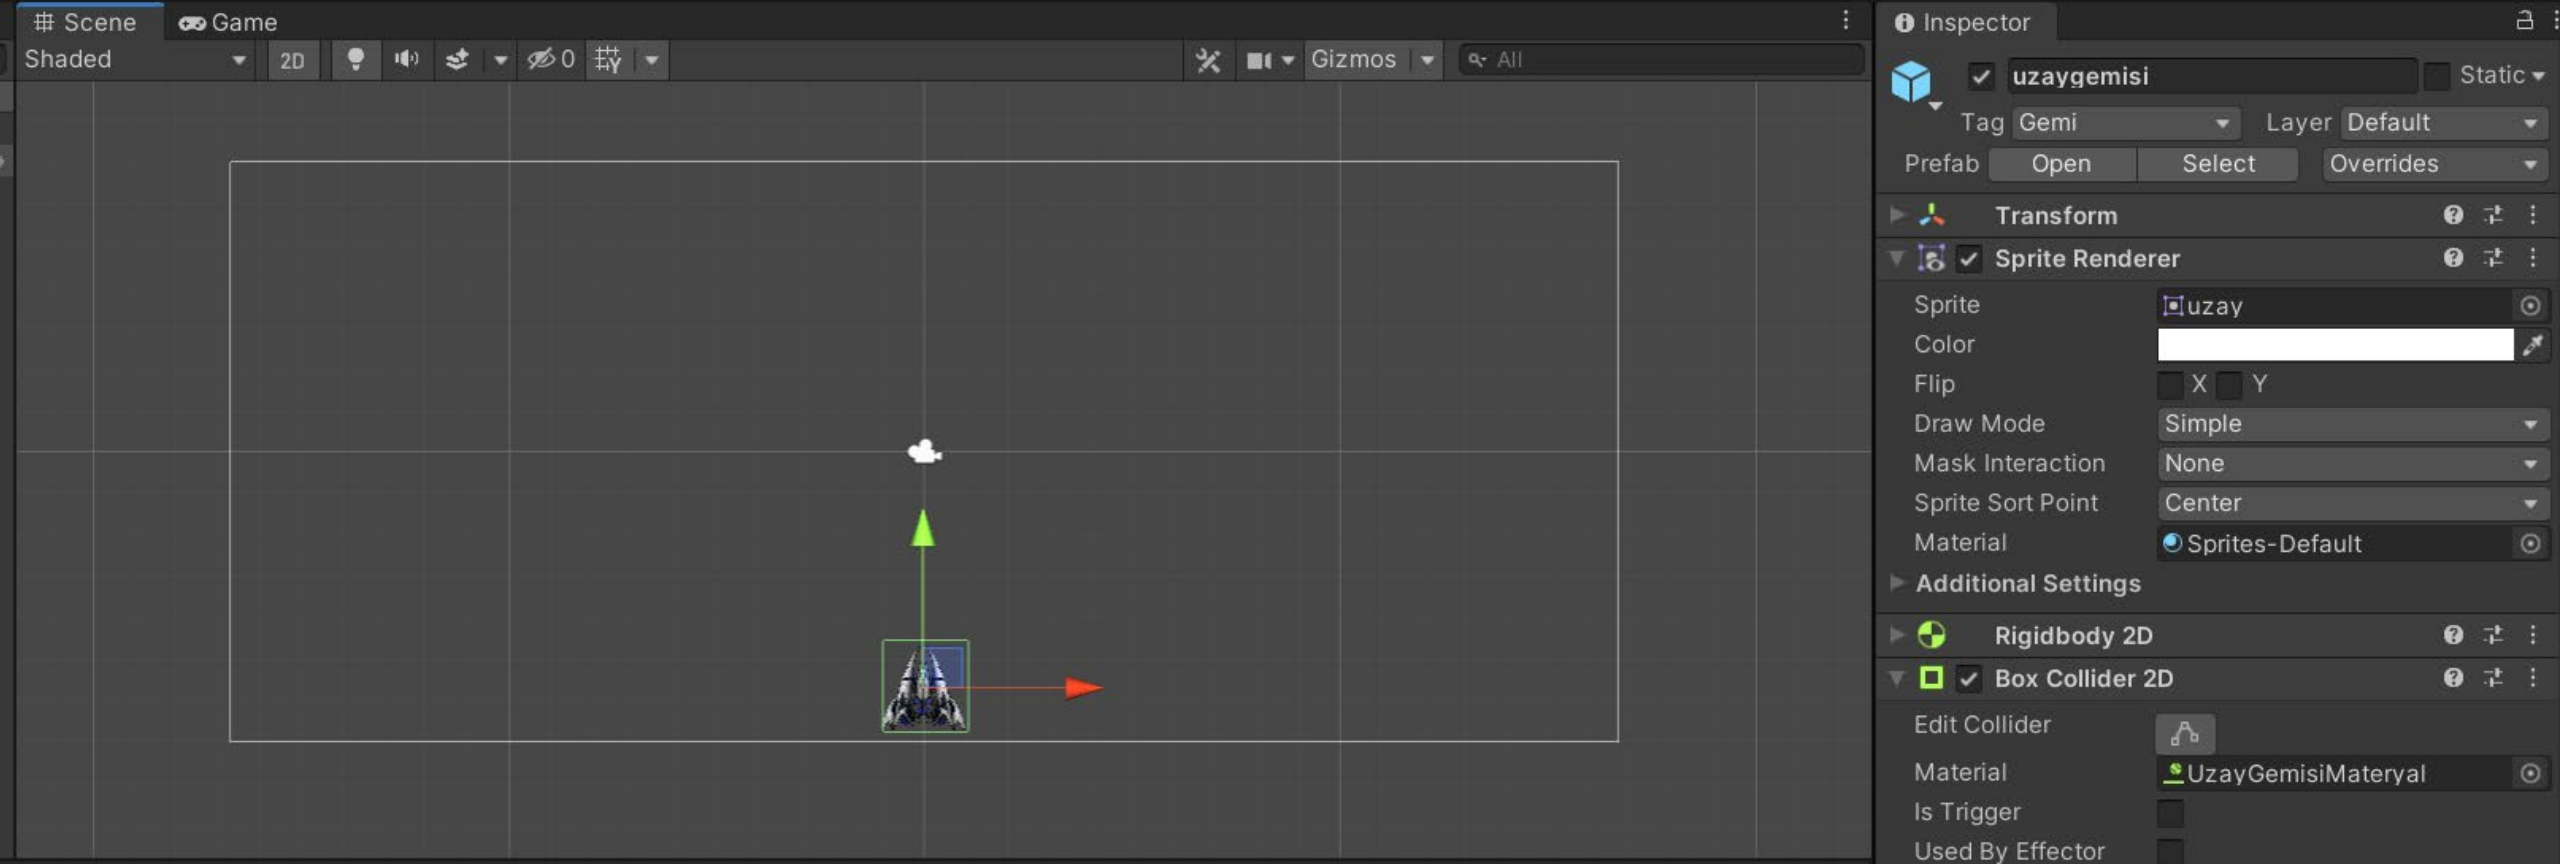 Scene Game
Shaded 2D 0 Gizmos All
Inspector
uzaygemisi Static
Tag Gemi Layer Default
Prefab Open Select Overrides
Transform
Sprite Renderer
Sprite uzay
Color
Flip X Y
Draw Mode Simple
Mask Interaction None
Sprite Sort Point Center
Material Sprites-Default
Additional Settings
Rigidbody 2D
Box Collider 2D
Edit Collider
Material UzayGemisiMateryal
Is Trigger
Used By Effector